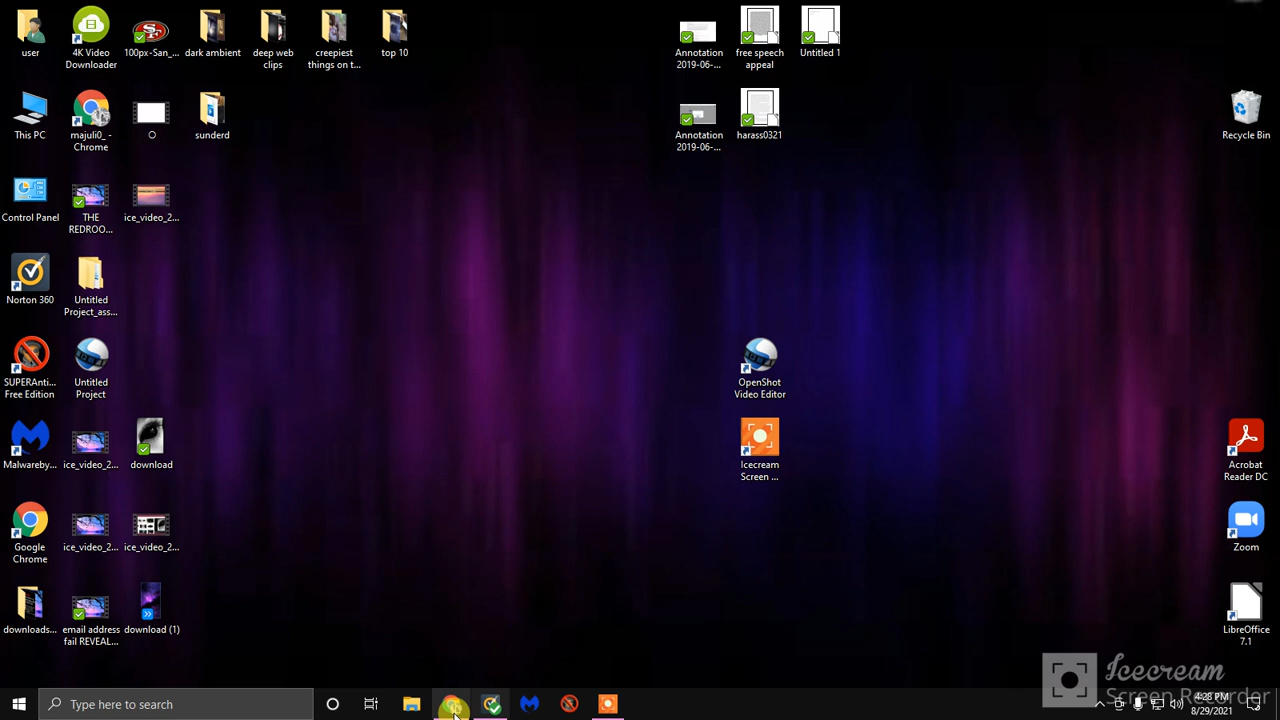 user
4K Video
Downloader
100px-San_...
dark ambient
deep web
clips
creepiest
things on t...
top 10
Annotation
2019-06-...
free speech
appeal
Untitled 1
This PC
majuli0_ -
Chrome
O
sunderd
Annotation
2019-06-...
harass0321
Recycle Bin
Control Panel
THE
REDROO...
ice_video_2...
Norton 360
Untitled
Project_ass...
SUPERAnti...
Free Edition
Untitled
Project
OpenShot
Video Editor
Malwareby...
ice_video_2...
download
Icecream
Screen ...
Acrobat
Reader DC
Google
Chrome
ice_video_2...
ice_video_2...
Zoom
downloads...
email address
fail REVEAL...
download (1)
LibreOffice
7.1
Icecream
Screen Recorder
Type here to search
4:28 PM
8/29/2021